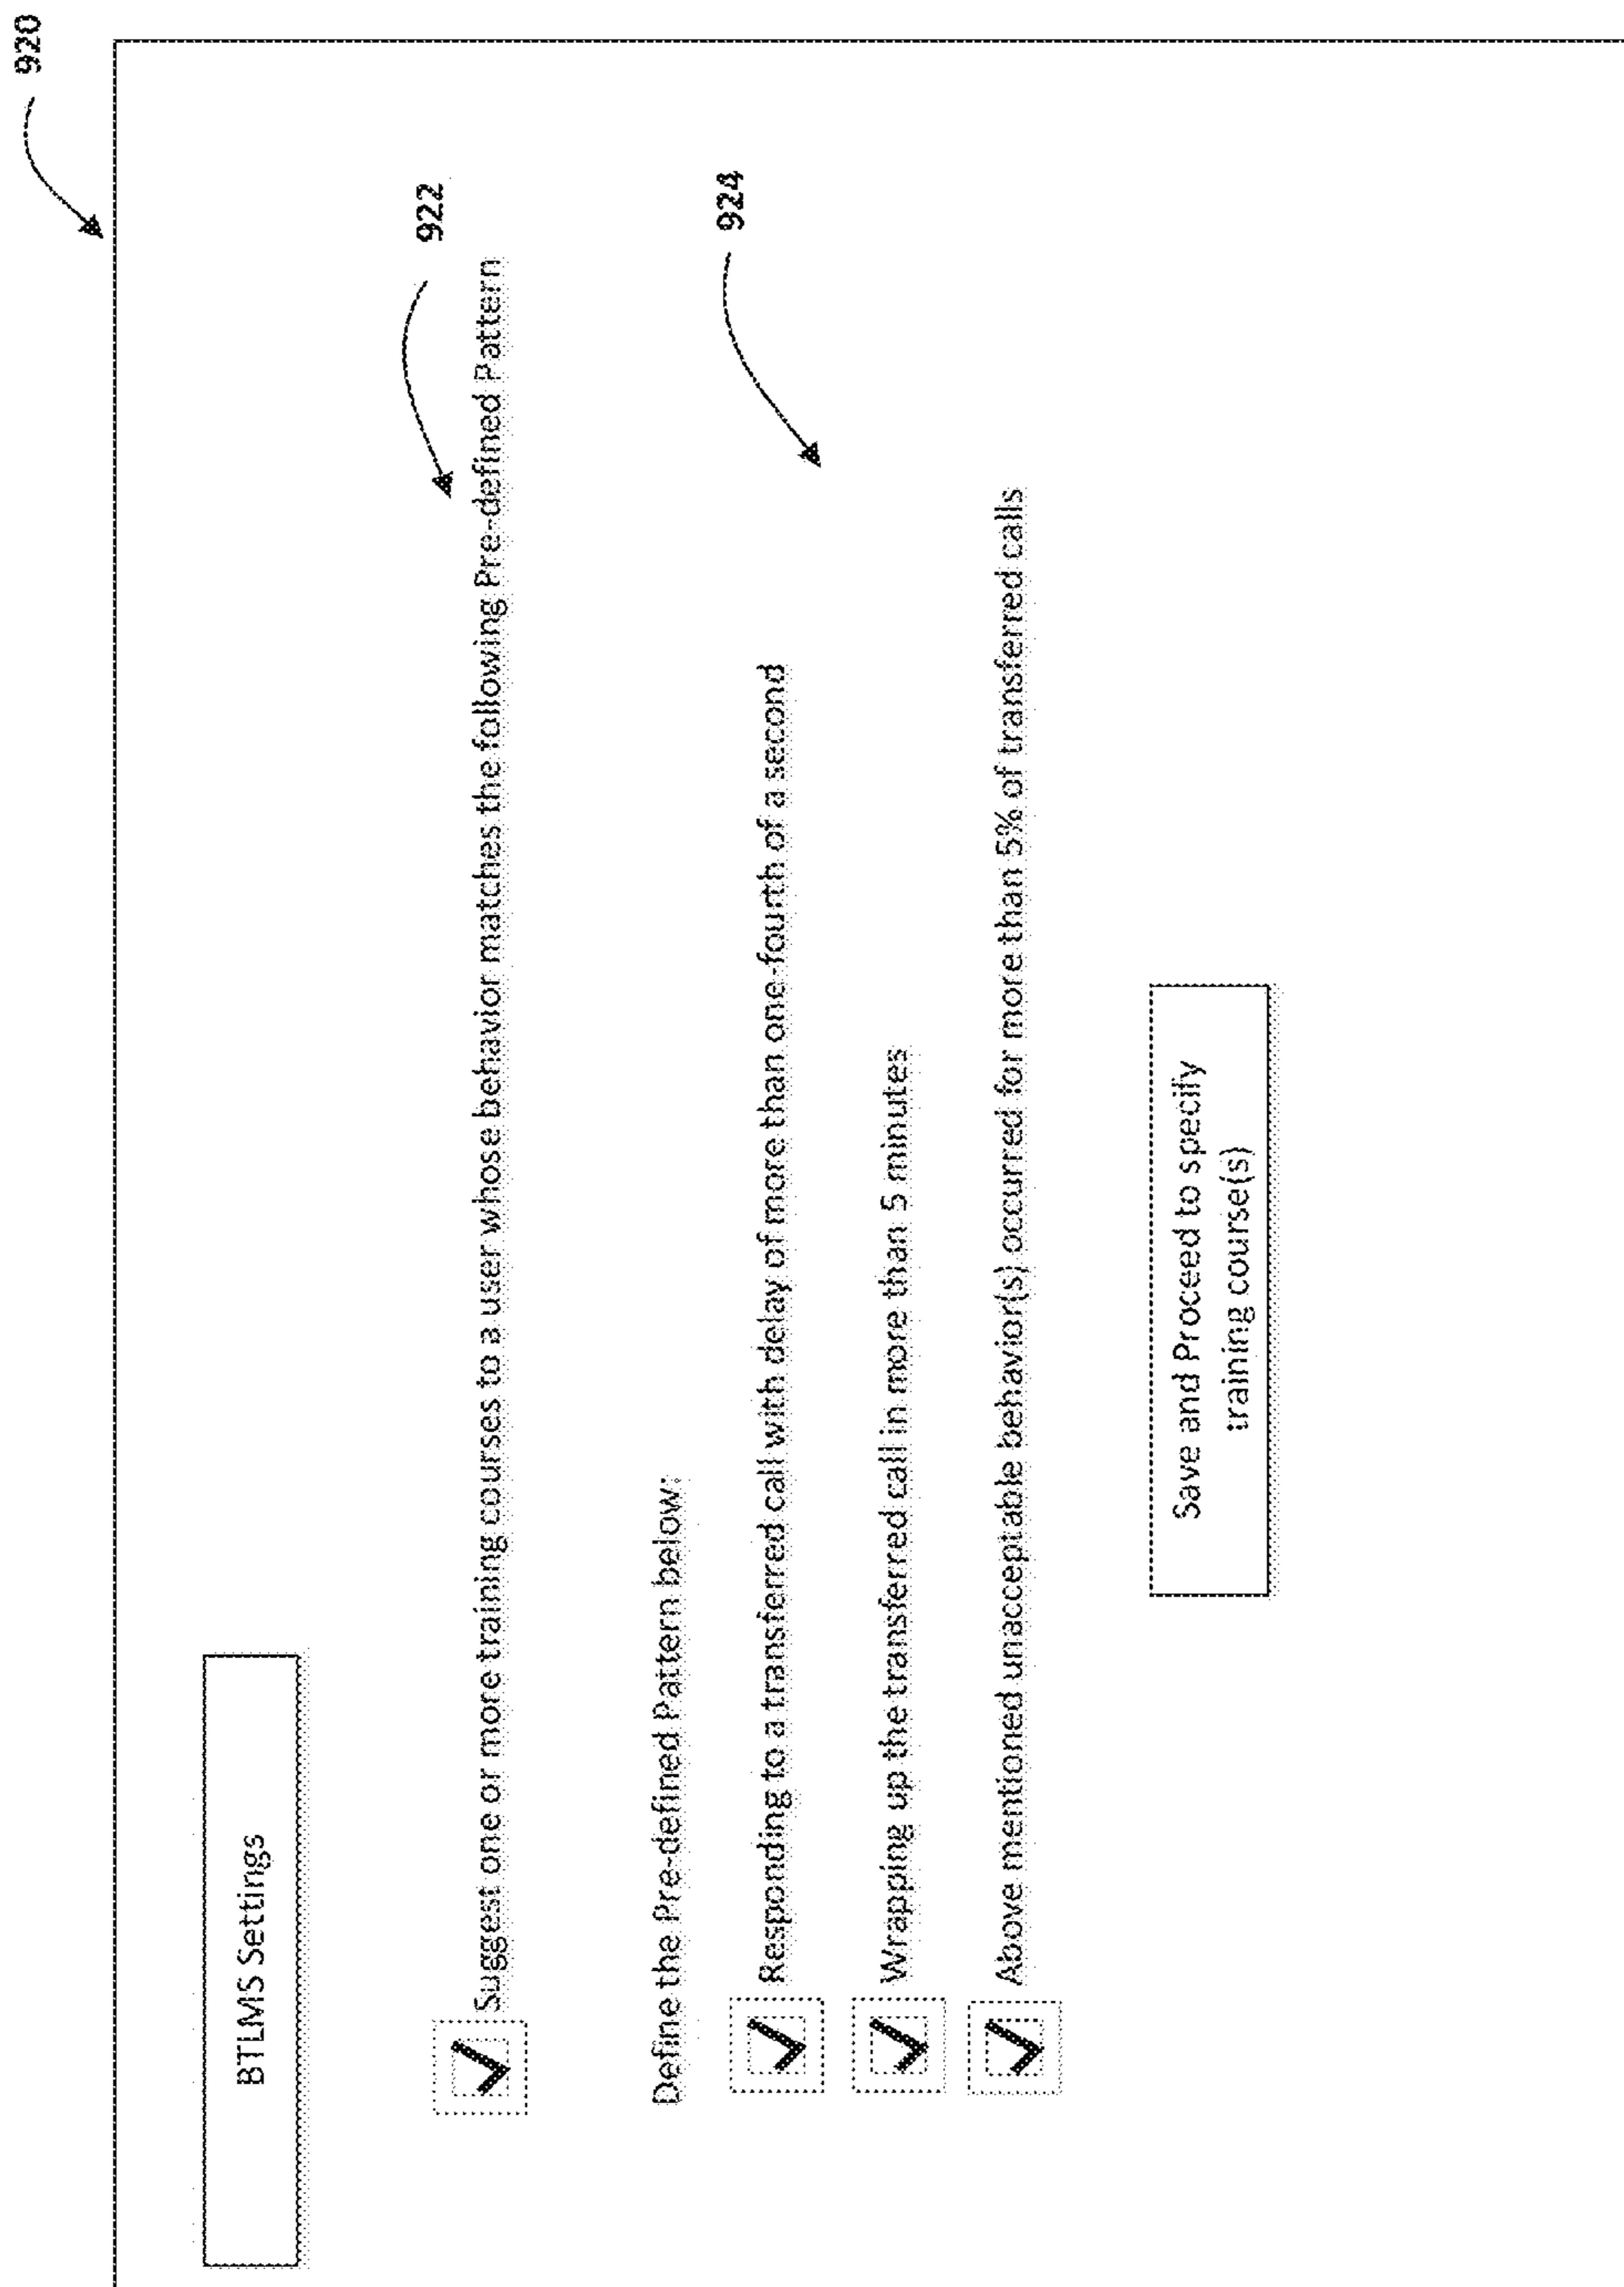 920
BTLMS Settings
922
Suggest one or more training courses to a user whose behavior matches the following Pre-defined Pattern
Define the Pre-defined Pattern below:
924
Responding to a transferred call with delay of more than one-fourth of a second
Wrapping up the transferred call in more than 5 minutes
Above mentioned unacceptable behavior(s) occurred for more than 5% of transferred calls
Save and Proceed to specify
training course(s)